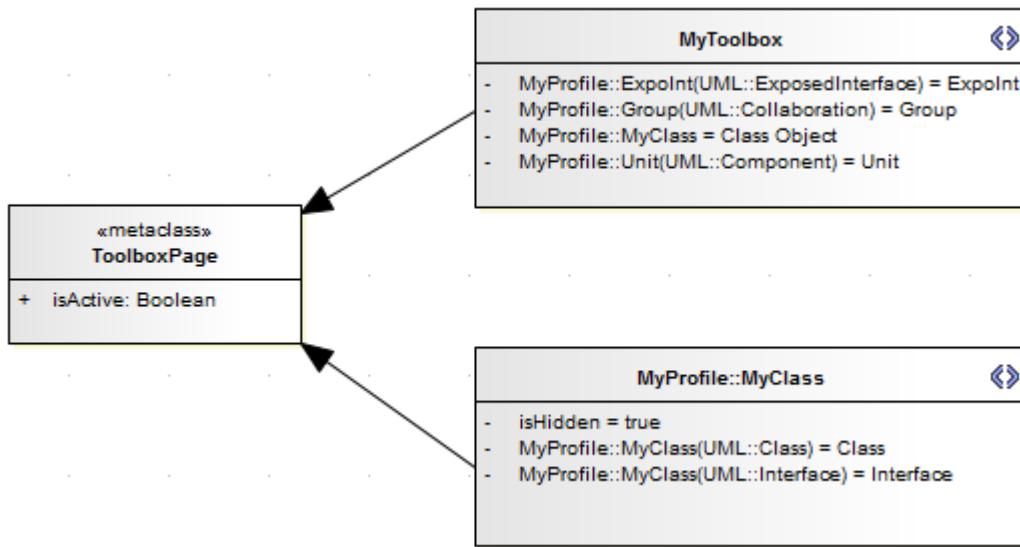 MyToolbox
- MyProfile::ExpoInt(UML::ExposedInterface) = ExpoInt
- MyProfile::Group(UML::Collaboration) = Group
- MyProfile::MyClass = Class Object
- MyProfile::Unit(UML::Component) = Unit
«metaclass»
ToolboxPage
+ isActive: Boolean
MyProfile::MyClass
- isHidden = true
- MyProfile::MyClass(UML::Class) = Class
- MyProfile::MyClass(UML::Interface) = Interface